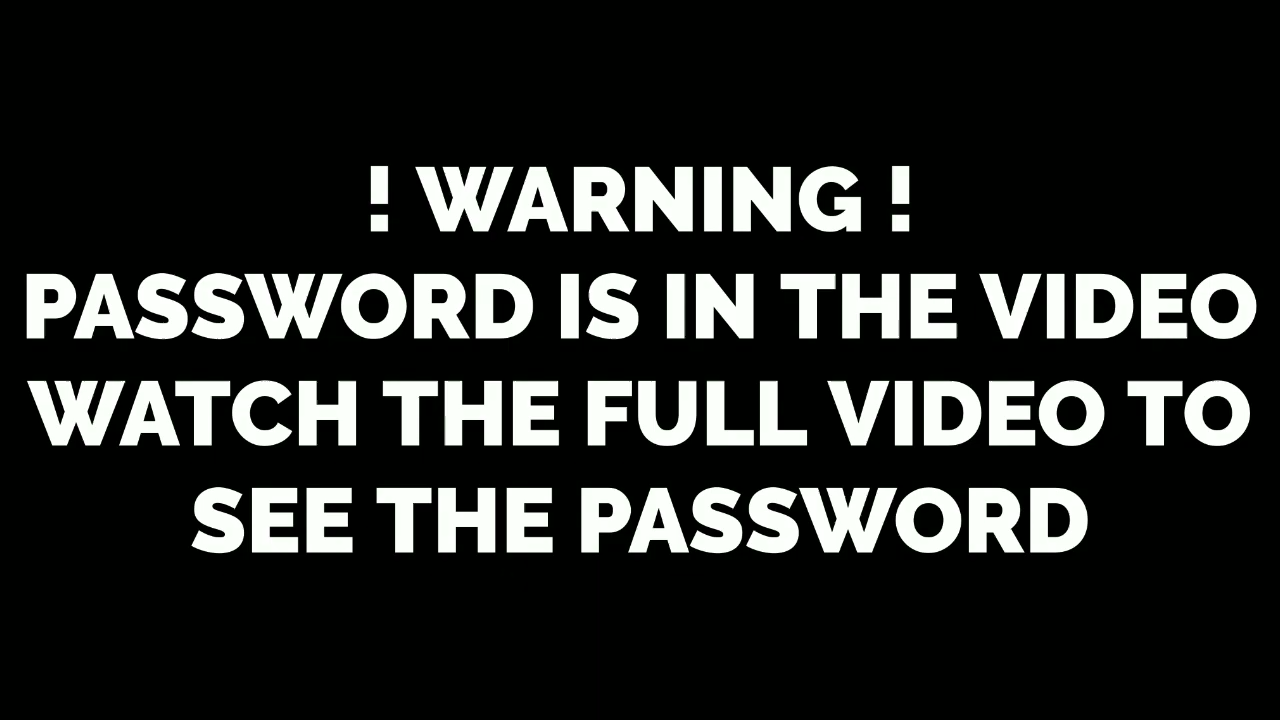 ! WARNING !
PASSWORD IS IN THE VIDEO
WATCH THE FULL VIDEO TO
SEE THE PASSWORD